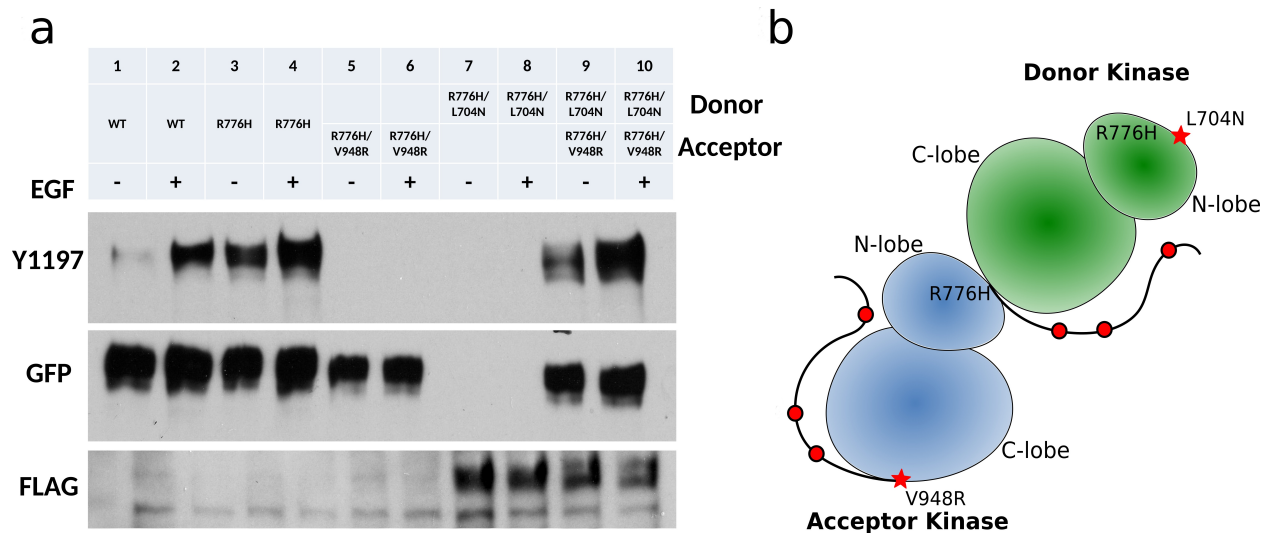 a
1 2 3 4 5 6 7 8 9 10
WT WT R776H R776H
R776H/ R776H/ R776H/ R776H/
L704N L704N L704N L704N
Donor
R776H/ R776H/ R776H/ R776H/
V948R V948R V948R V948R
Acceptor
EGF - + - + - + - + - +
Y1197
GFP
FLAG
b
Donor Kinase
L704N
R776H
C-lobe
N-lobe
N-lobe
R776H
C-lobe
V948R
Acceptor Kinase